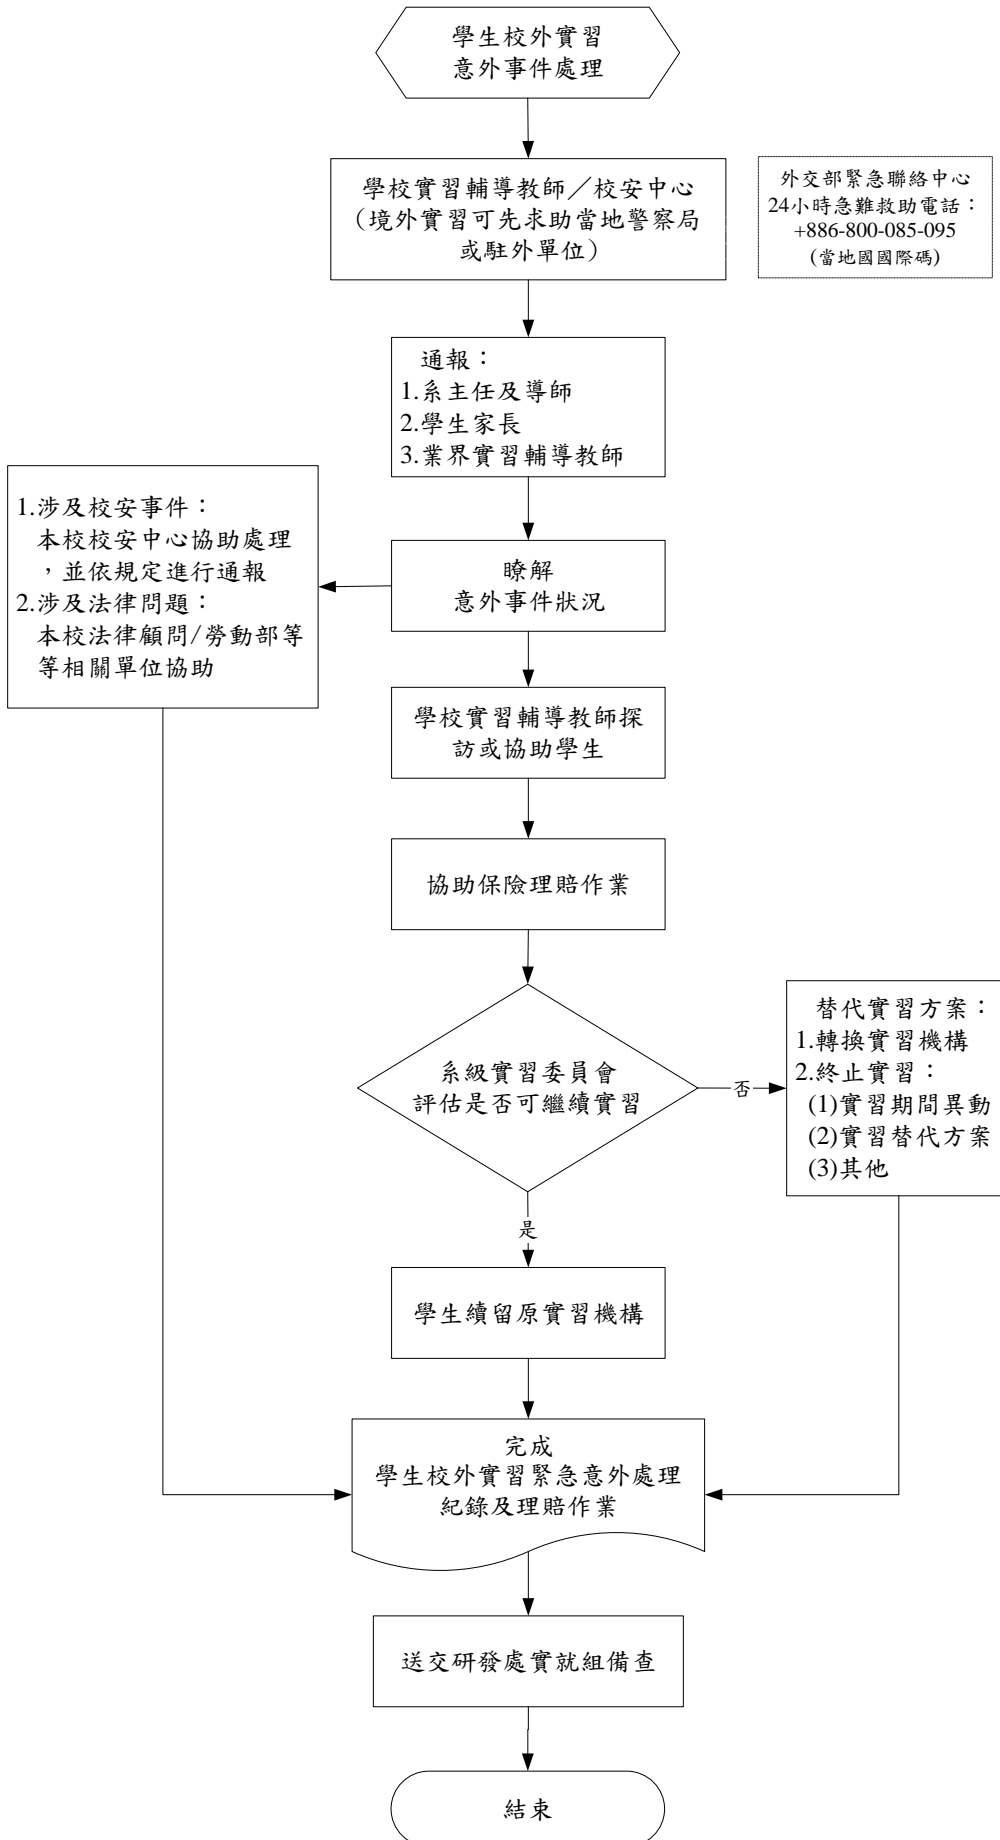 學生校外實習
意外事件處理
學校實習輔導教師／校安中心
（境外實習可先求助當地警察局
或駐外單位）
外交部緊急聯絡中心
24小時急難救助電話：
+886-800-085-095
(當地國國際碼)
通報：
1.系主任及導師
2.學生家長
3.業界實習輔導教師
1.涉及校安事件：
本校校安中心協助處理
，並依規定進行通報
2.涉及法律問題：
本校法律顧問/勞動部等
等相關單位協助
瞭解
意外事件狀況
學校實習輔導教師探
訪或協助學生
協助保險理賠作業
系級實習委員會
評估是否可繼續實習
否
替代實習方案：
1.轉換實習機構
2.終止實習：
(1)實習期間異動
(2)實習替代方案
(3)其他
是
學生續留原實習機構
完成
學生校外實習緊急意外處理
紀錄及理賠作業
送交研發處實就組備查
結束